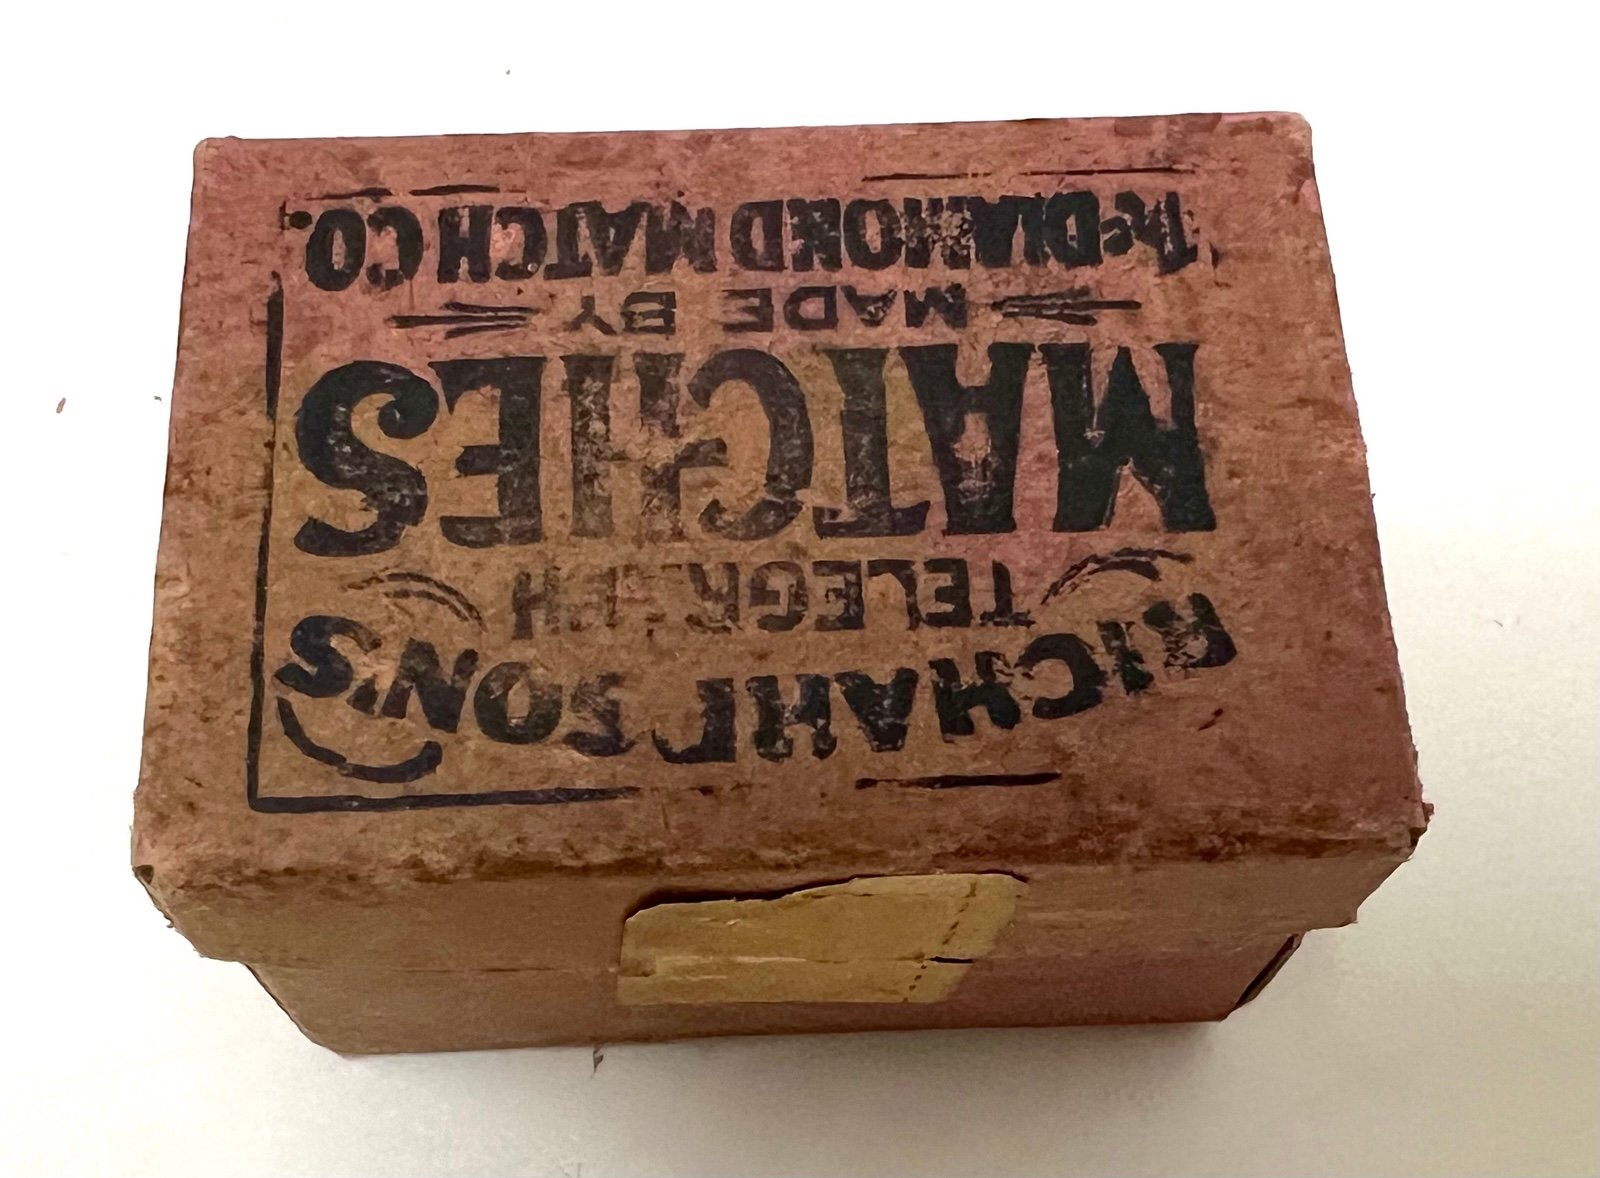 RICHARDSON'S
TELEGRAPH
MATCHES
MADE BY
The DIAMOND MATCH CO.